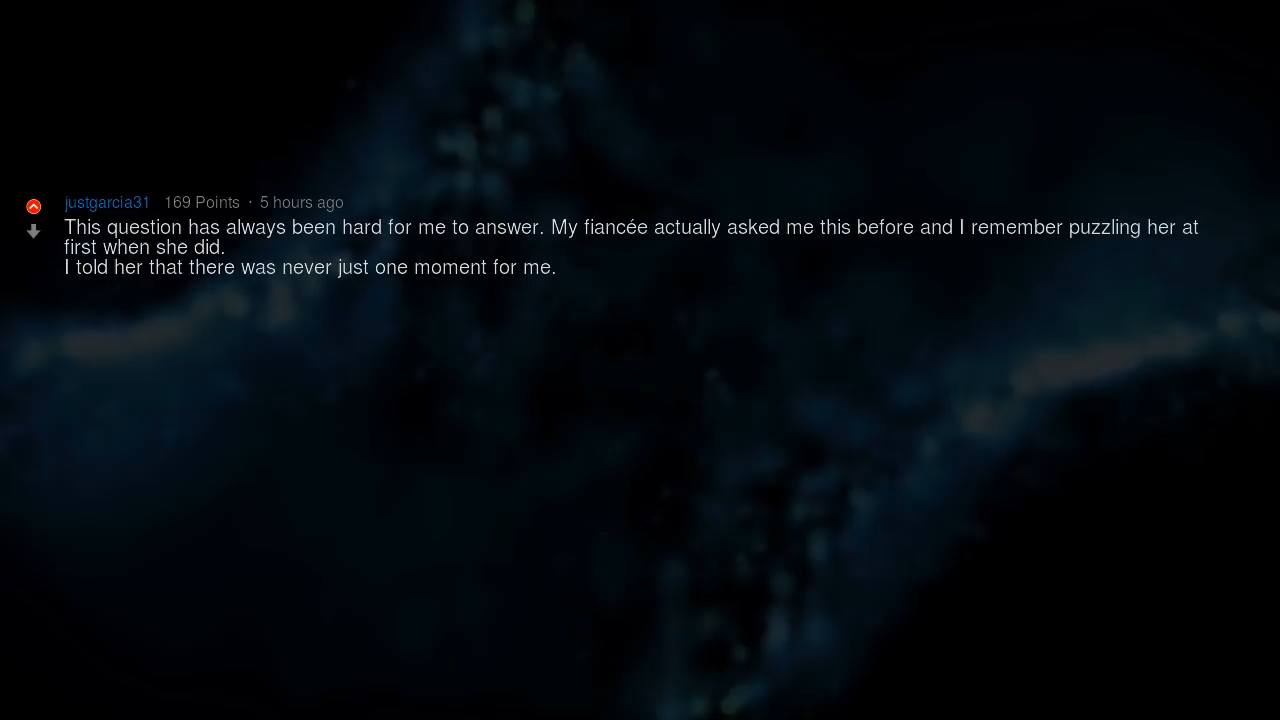 justgarcia31 169 Points · 5 hours ago
This question has always been hard for me to answer. My fiancée actually asked me this before and I remember puzzling her at
first when she did.
I told her that there was never just one moment for me.